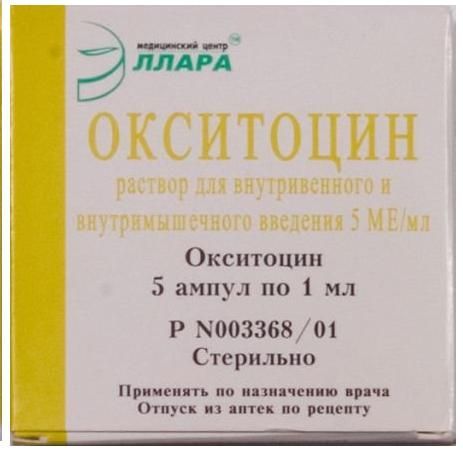 медицинский центр
ЭЛЛАРА
ОКСИТОЦИН
раствор для внутривенного и
внутримышечного введения 5 МЕ/мл
Окситоцин
5 ампул по 1 мл
Р N003368/01
Стерильно
Применять по назначению врача
Отпуск из аптек по рецепту